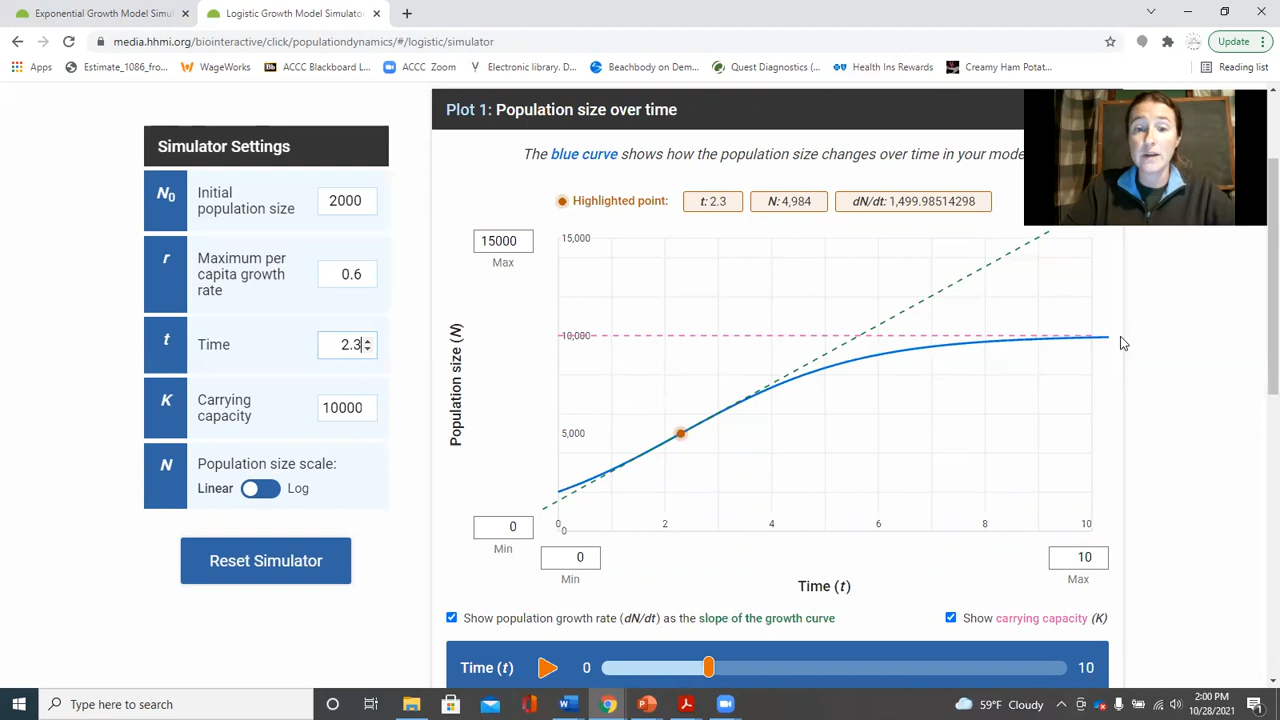 Exponential Growth Model Simul
Logistic Growth Model Simulator
media.hhmi.org/biointeractive/click/populationdynamics/#/logistic/simulator
Update
Apps
Estimate_1086_fro...
WageWorks
ACCC Blackboard L...
ACCC Zoom
Electronic library. D...
Beachbody on Dem...
Quest Diagnostics (...
Health Ins Rewards
Creamy Ham Potat...
Reading list
Simulator Settings
N0
Initial population size
2000
r
Maximum per capita growth rate
0.6
t
Time
2.3
K
Carrying capacity
10000
N
Population size scale:
Linear
Log
Reset Simulator
Plot 1: Population size over time
The blue curve shows how the population size changes over time in your mode
Highlighted point:
t: 2.3
N: 4,984
dN/dt: 1,499.98514298
15000
Max
15,000
10,000
5,000
0
Population size (N)
0
Min
0 2 4 6 8 10
0
Min
10
Max
Time (t)
Show population growth rate (dN/dt) as the slope of the growth curve
Show carrying capacity (K)
Time (t)
0
10
Type here to search
59°F Cloudy
2:00 PM
10/28/2021